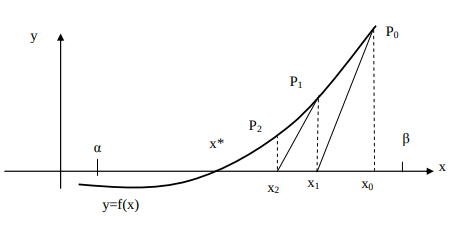 y
P₀
P₁
P₂
β
α
x*
x
x₂
x₁
x₀
y=f(x)